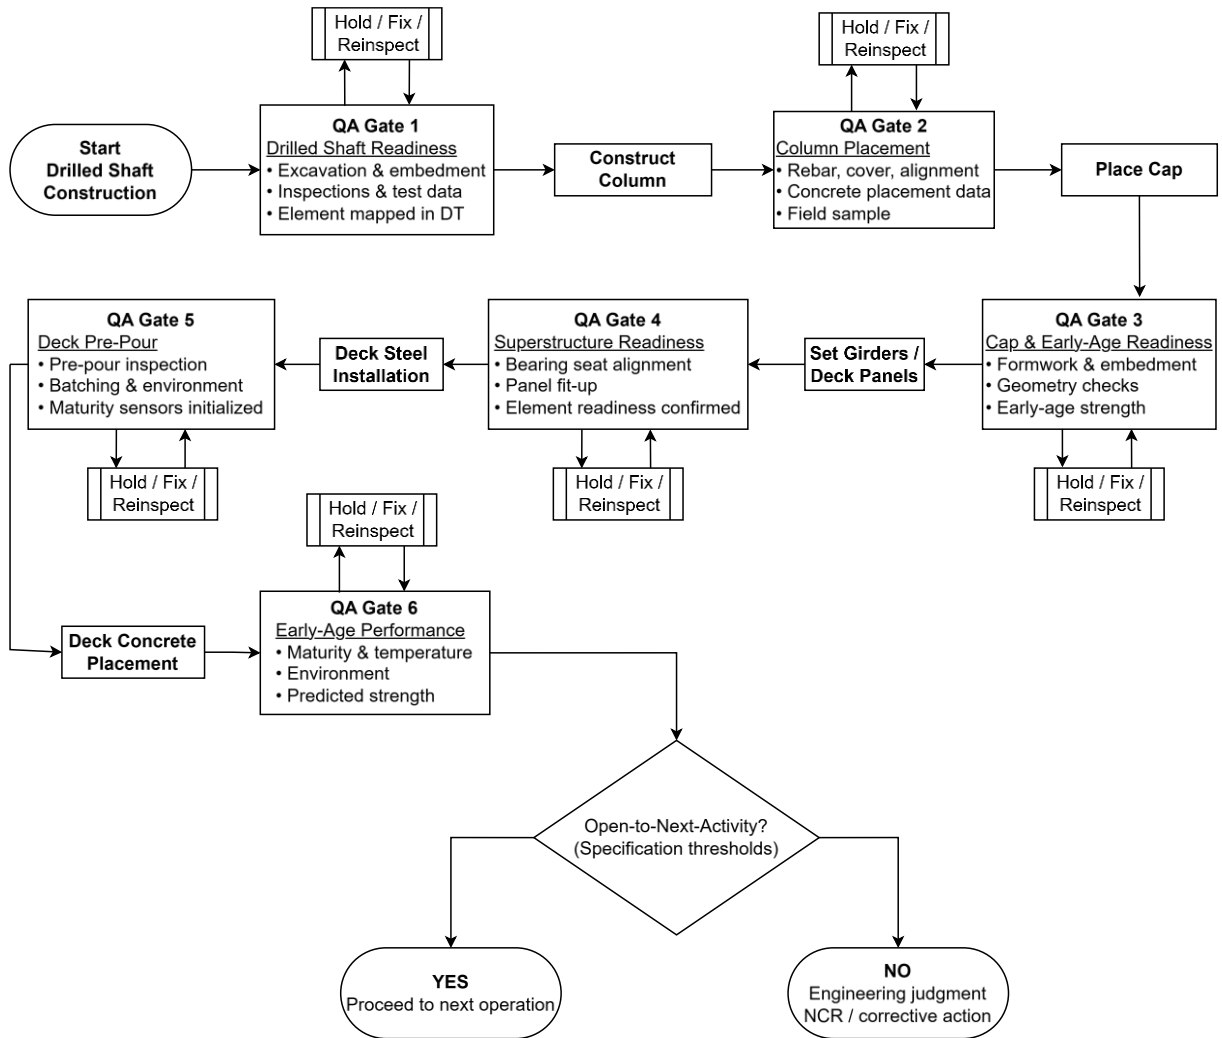 Hold / Fix /
Reinspect
Hold / Fix /
Reinspect
Start
Drilled Shaft
Construction
QA Gate 1
Drilled Shaft Readiness
• Excavation & embedment
• Inspections & test data
• Element mapped in DT
Construct
Column
QA Gate 2
Column Placement
• Rebar, cover, alignment
• Concrete placement data
• Field sample
Place Cap
QA Gate 3
Cap & Early-Age Readiness
• Formwork & embedment
• Geometry checks
• Early-age strength
Hold / Fix /
Reinspect
Set Girders /
Deck Panels
QA Gate 4
Superstructure Readiness
• Bearing seat alignment
• Panel fit-up
• Element readiness confirmed
Hold / Fix /
Reinspect
Deck Steel
Installation
QA Gate 5
Deck Pre-Pour
• Pre-pour inspection
• Batching & environment
• Maturity sensors initialized
Hold / Fix /
Reinspect
Deck Concrete
Placement
Hold / Fix /
Reinspect
QA Gate 6
Early-Age Performance
• Maturity & temperature
• Environment
• Predicted strength
Open-to-Next-Activity?
(Specification thresholds)
YES
Proceed to next operation
NO
Engineering judgment
NCR / corrective action